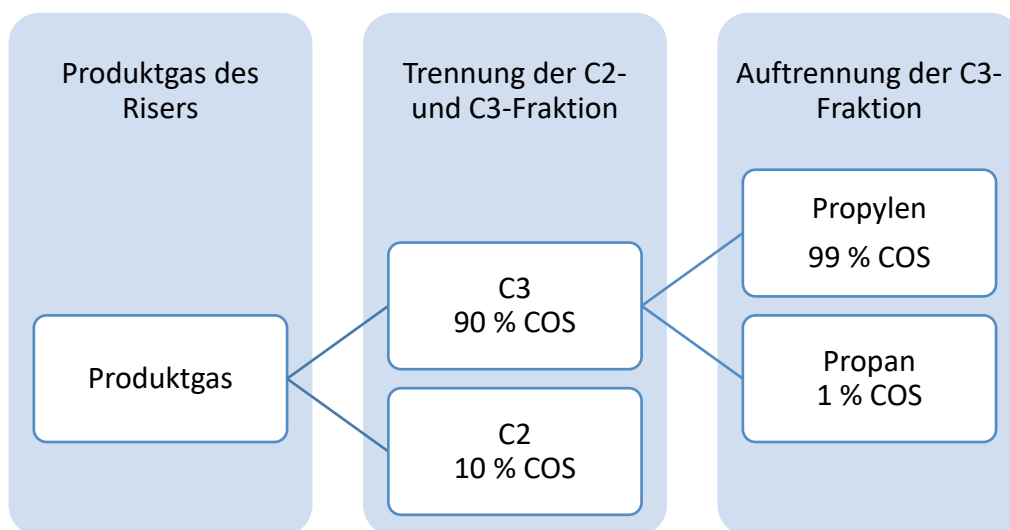 Produktgas des
Risers
Trennung der C2-
und C3-Fraktion
Auftrennung der C3-
Fraktion
Produktgas
C3
90 % COS
C2
10 % COS
Propylen
99 % COS
Propan
1 % COS